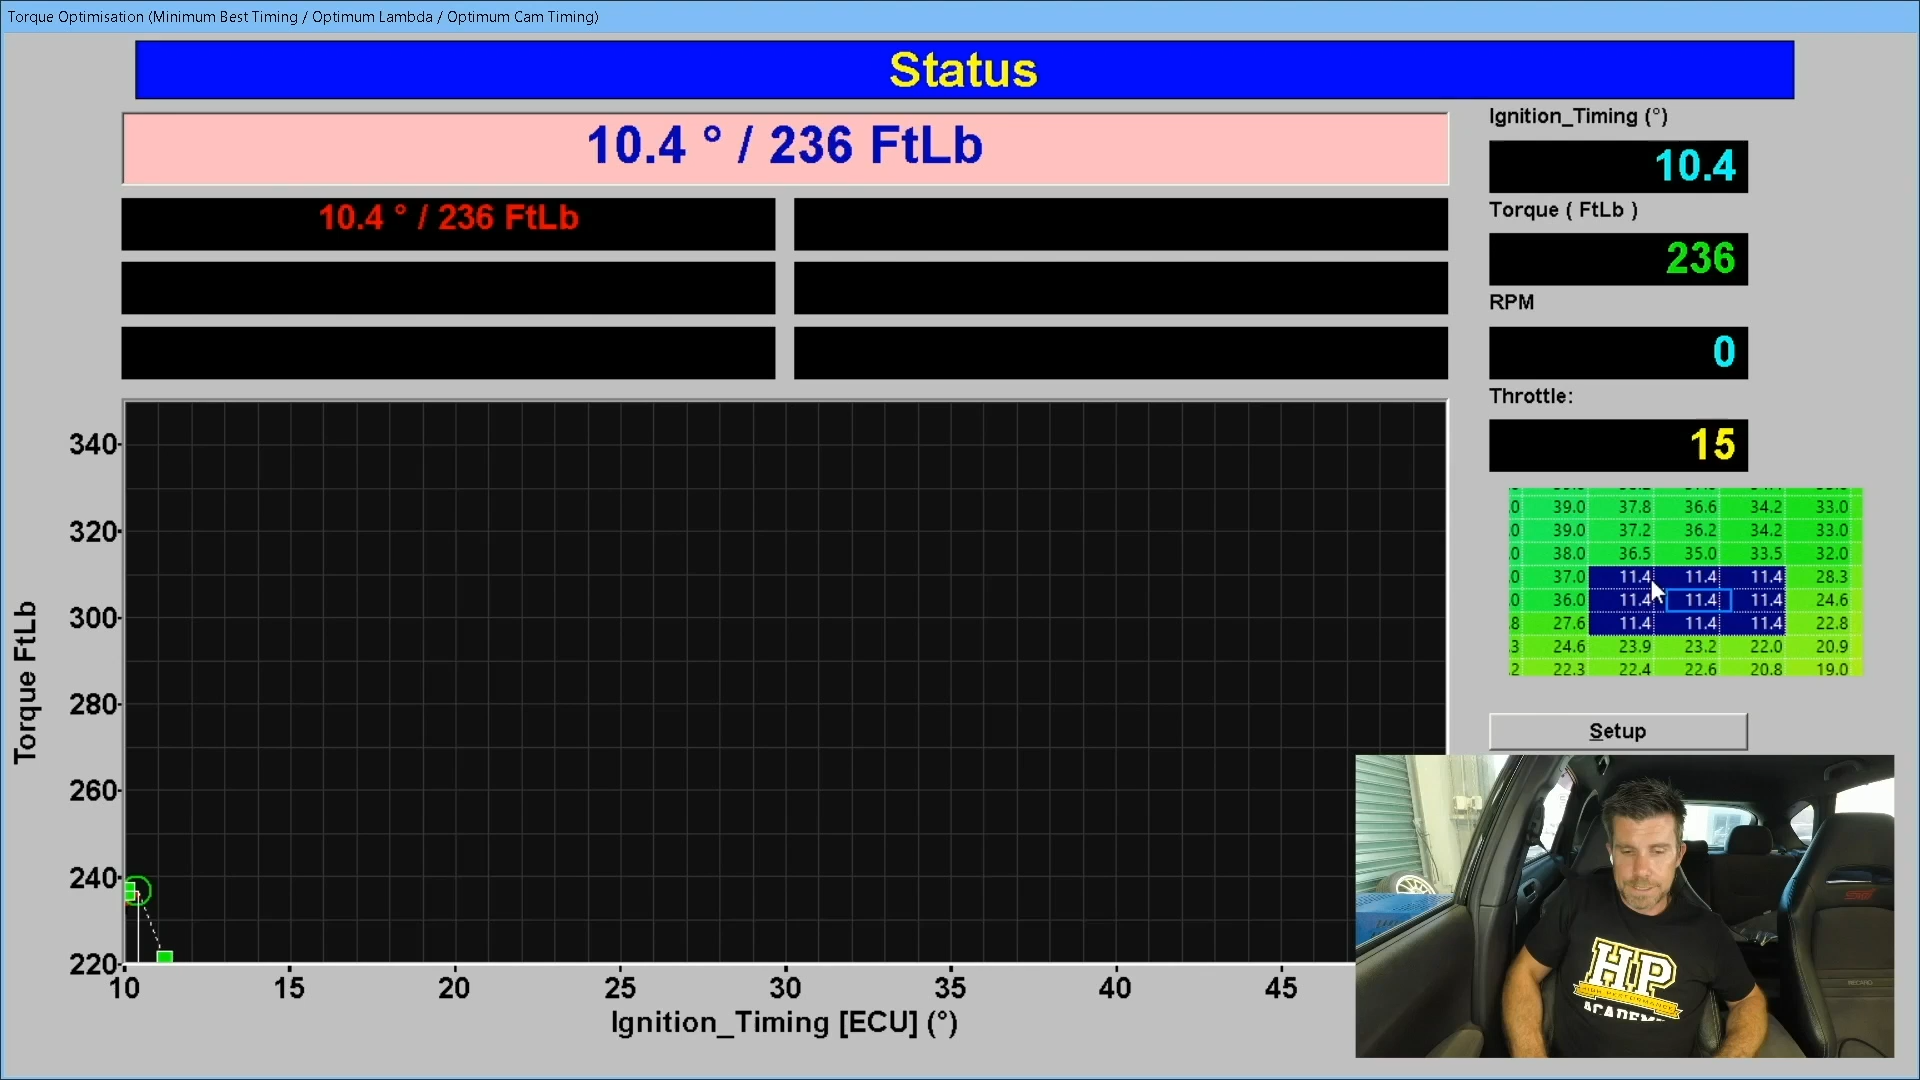 Torque Optimisation (Minimum Best Timing / Optimum Lambda / Optimum Cam Timing)
Status
10.4 ° / 236 FtLb
10.4 ° / 236 FtLb
Ignition_Timing (°)
10.4
Torque ( FtLb )
236
RPM
0
Throttle:
15
.0 39.0 37.8 36.6 34.2 33.0
.0 39.0 37.2 36.2 34.2 33.0
.0 38.0 36.5 35.0 33.5 32.0
.0 37.0 11.4 11.4 11.4 28.3
.0 36.0 11.4 11.4 11.4 24.6
.8 27.6 11.4 11.4 11.4 22.8
.3 24.6 23.9 23.2 22.0 20.9
.2 22.3 22.4 22.6 20.8 19.0
Setup
340
320
300
280
260
240
220
Torque FtLb
10 15 20 25 30 35 40 45
Ignition_Timing [ECU] (°)
HP
HIGH PERFORMANCE
ACADEMY
STI
RECARO